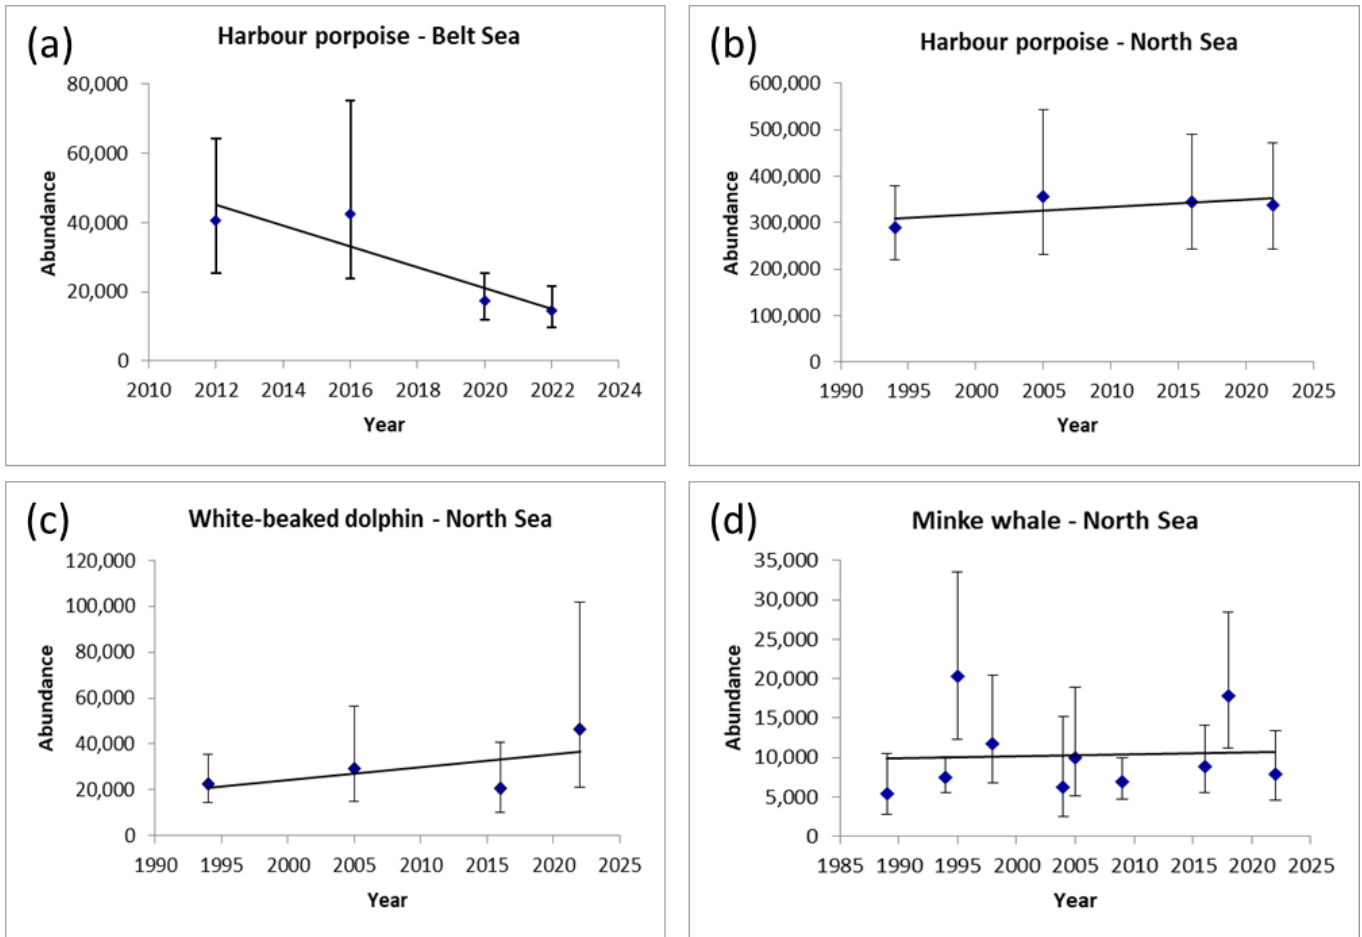 (a)
Harbour porpoise - Belt Sea
80,000
60,000
40,000
20,000
0
Abundance
2010 2012 2014 2016 2018 2020 2022 2024
Year
(b)
Harbour porpoise - North Sea
600,000
500,000
400,000
300,000
200,000
100,000
0
Abundance
1990 1995 2000 2005 2010 2015 2020 2025
Year
(c)
White-beaked dolphin - North Sea
120,000
100,000
80,000
60,000
40,000
20,000
0
Abundance
1990 1995 2000 2005 2010 2015 2020 2025
Year
(d)
Minke whale - North Sea
35,000
30,000
25,000
20,000
15,000
10,000
5,000
0
Abundance
1985 1990 1995 2000 2005 2010 2015 2020 2025
Year